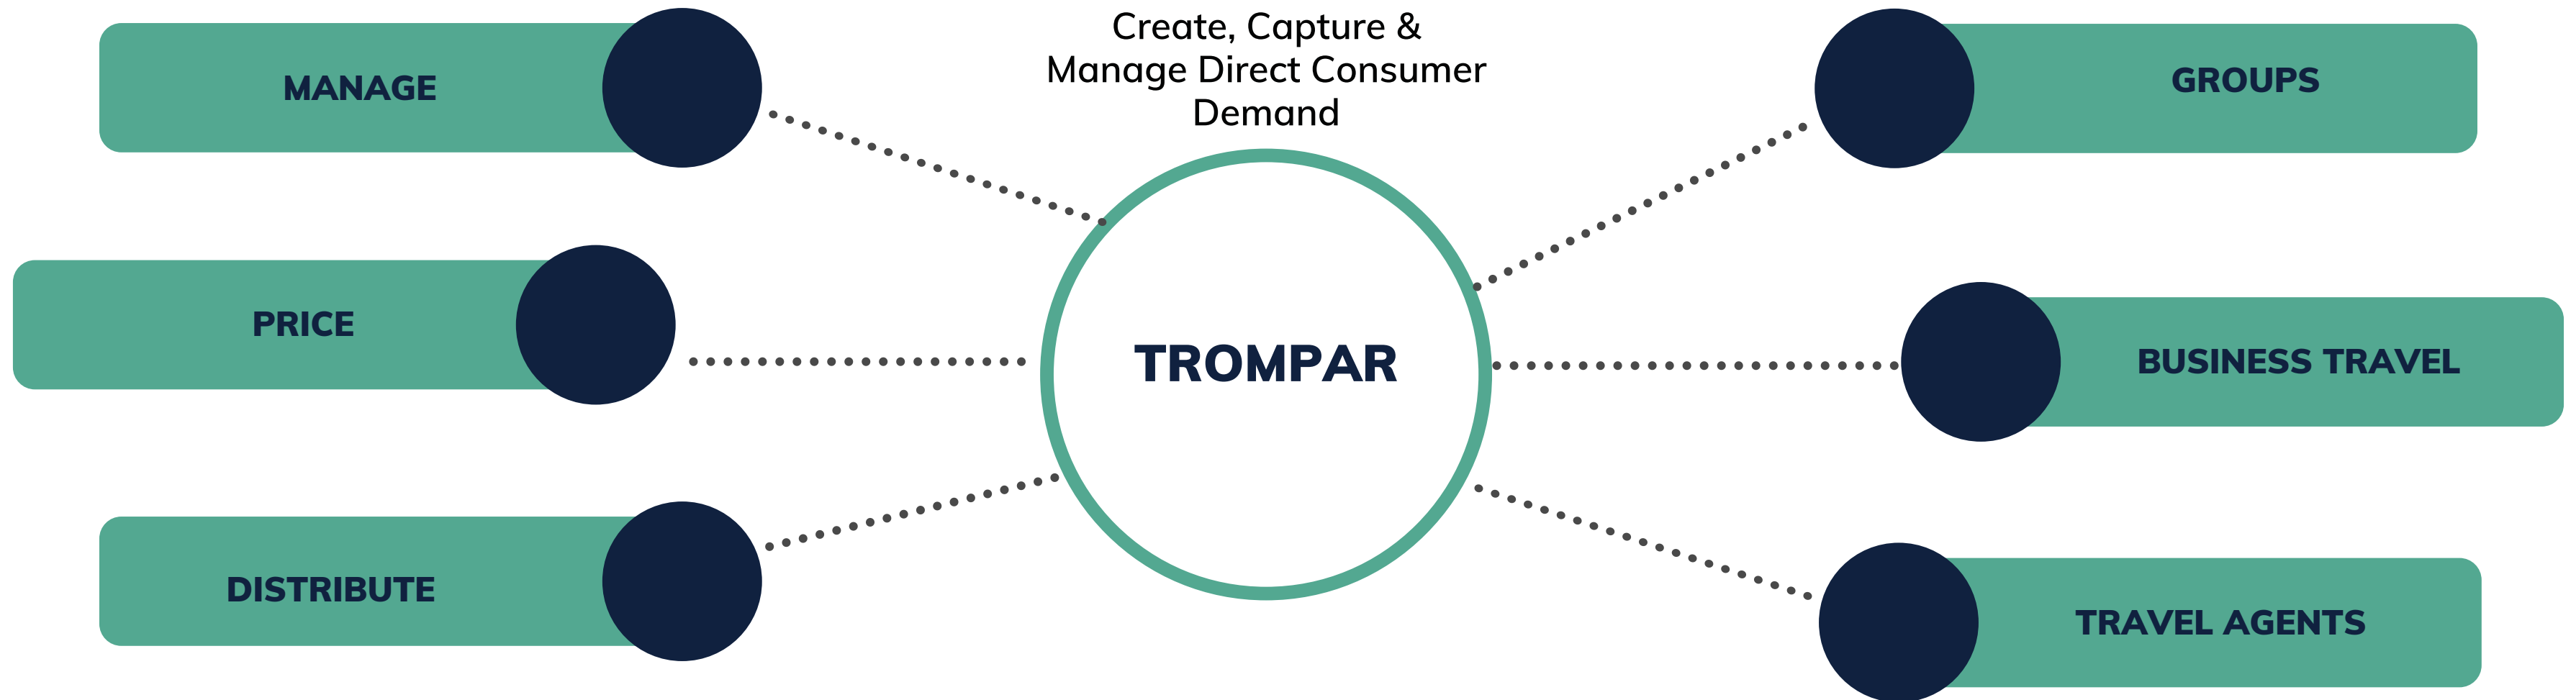 Create, Capture &
Manage Direct Consumer
Demand
MANAGE
GROUPS
PRICE
TROMPAR
BUSINESS TRAVEL
DISTRIBUTE
TRAVEL AGENTS